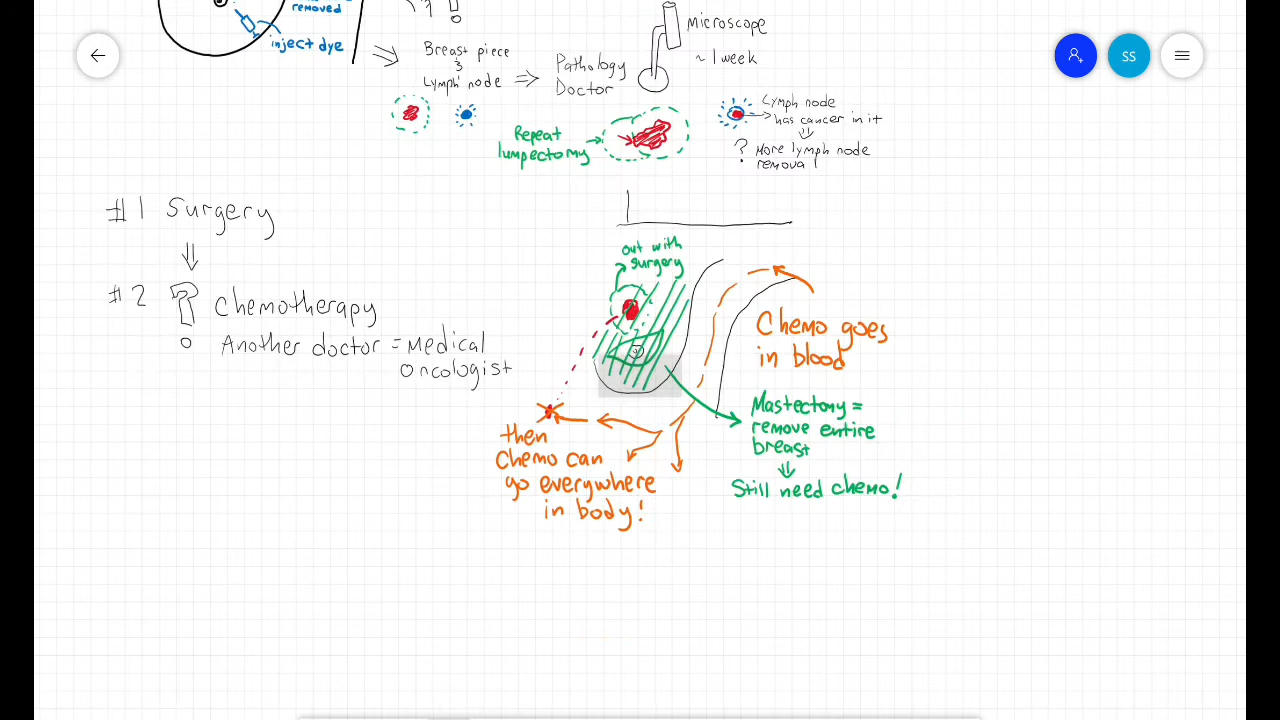 removed
inject dye
?
!
Breast piece
&
Lymph node
Pathology
Doctor
Microscope
~ 1 week
Repeat
lumpectomy
Lymph node
has cancer in it
? More lymph node
removal
SS
#1 Surgery
#2 ? Chemotherapy
Another doctor = Medical
oncologist
out with
surgery
Chemo goes
in blood
Mastectomy =
remove entire
breast
Still need chemo!
then
Chemo can
go everywhere
in body!